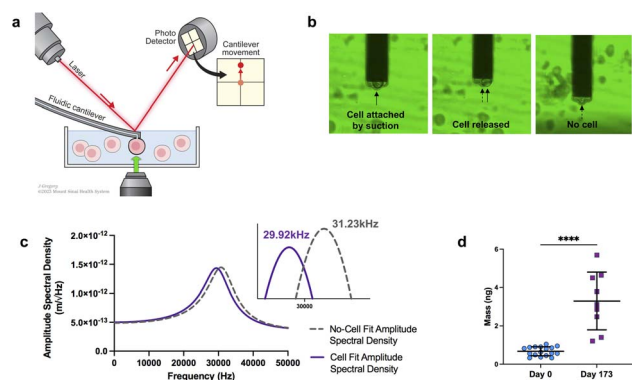 a
Photo
Detector
Cantilever
movement
Laser
Fluidic cantilever
©2023 Mount Sinai Health System
b
Cell attached
by suction
Cell released
No cell
c
Amplitude Spectral Density
(mV/Hz)
2.0×10-12
1.5×10-12
1.0×10-12
5.0×10-13
0.0
0
10000
20000
30000
40000
50000
Frequency (Hz)
29.92kHz
31.23kHz
30000
No-Cell Fit Amplitude
Spectral Density
Cell Fit Amplitude
Spectral Density
d
****
Mass (ng)
6
4
2
0
Day 0
Day 173